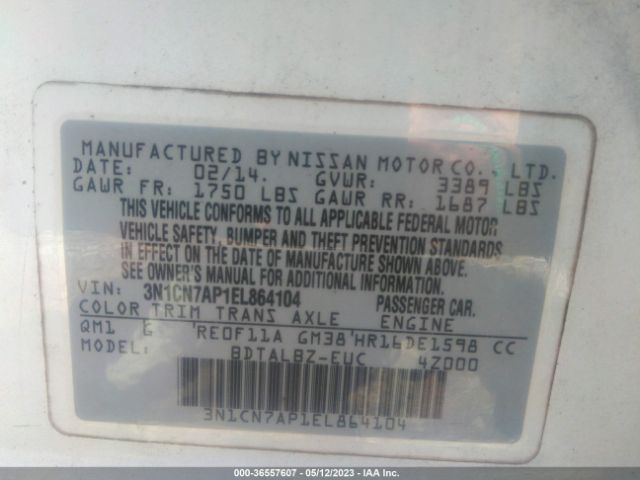 MANUFACTURED BY NISSAN MOTOR CO., LTD.
DATE: 02/14. GVWR: 3389 LBS
GAWR FR: 1750 LBS GAWR RR: 1687 LBS
THIS VEHICLE CONFORMS TO ALL APPLICABLE FEDERAL MOTOR
VEHICLE SAFETY, BUMPER AND THEFT PREVENTION STANDARDS
IN EFFECT ON THE DATE OF MANUFACTURE SHOWN ABOVE.
SEE OWNER'S MANUAL FOR ADDITIONAL INFORMATION.
VIN: 3N1CN7AP1EL864104 PASSENGER CAR.
COLOR TRIM TRANS AXLE ENGINE
QM1 G RE0F11A GM38 HR16DE1598 CC
MODEL: BDTALBZ-EUC 4Z000
3N1CN7AP1EL864104
000-36557607 - 05/12/2023 - IAA Inc.